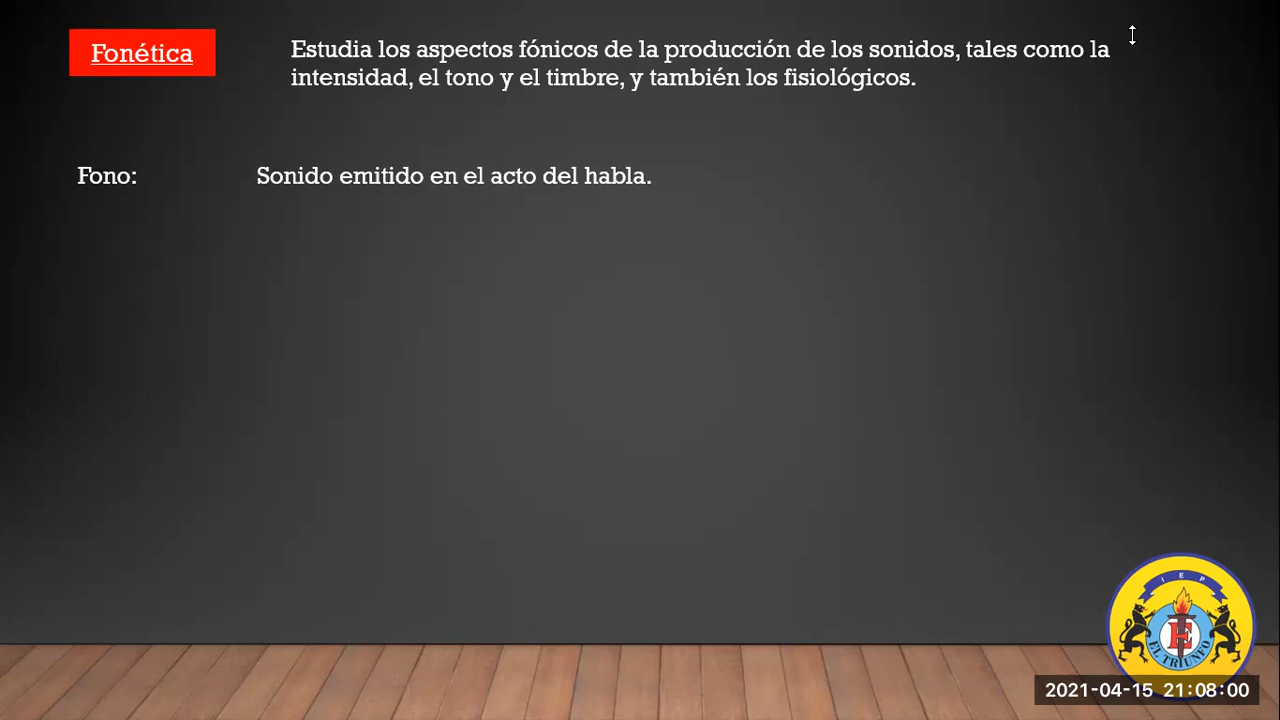 Fonética
Estudia los aspectos fónicos de la producción de los sonidos, tales como la
intensidad, el tono y el timbre, y también los fisiológicos.
Fono:
Sonido emitido en el acto del habla.
I E P
E
EL TRIUNFO
2021-04-15 21:08:00